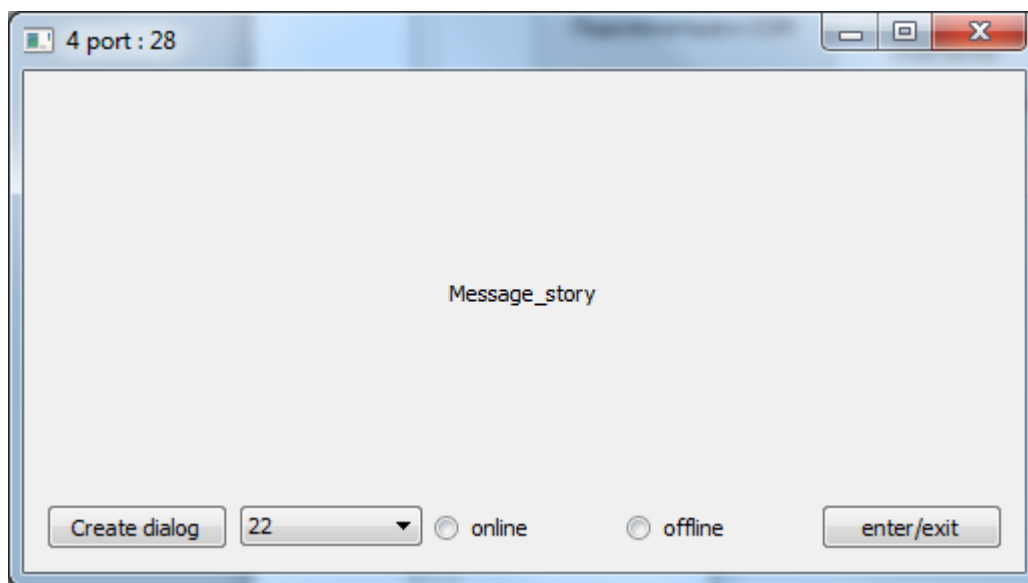 4 port : 28
Message_story
Create dialog 22 online offline enter/exit